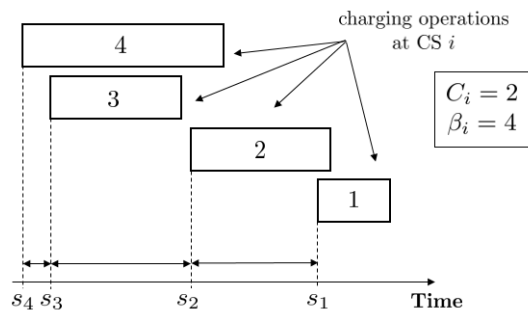 charging operations
at CS i
4
3
2
1
C_i = 2
β_i = 4
s_4 s_3 s_2 s_1 Time